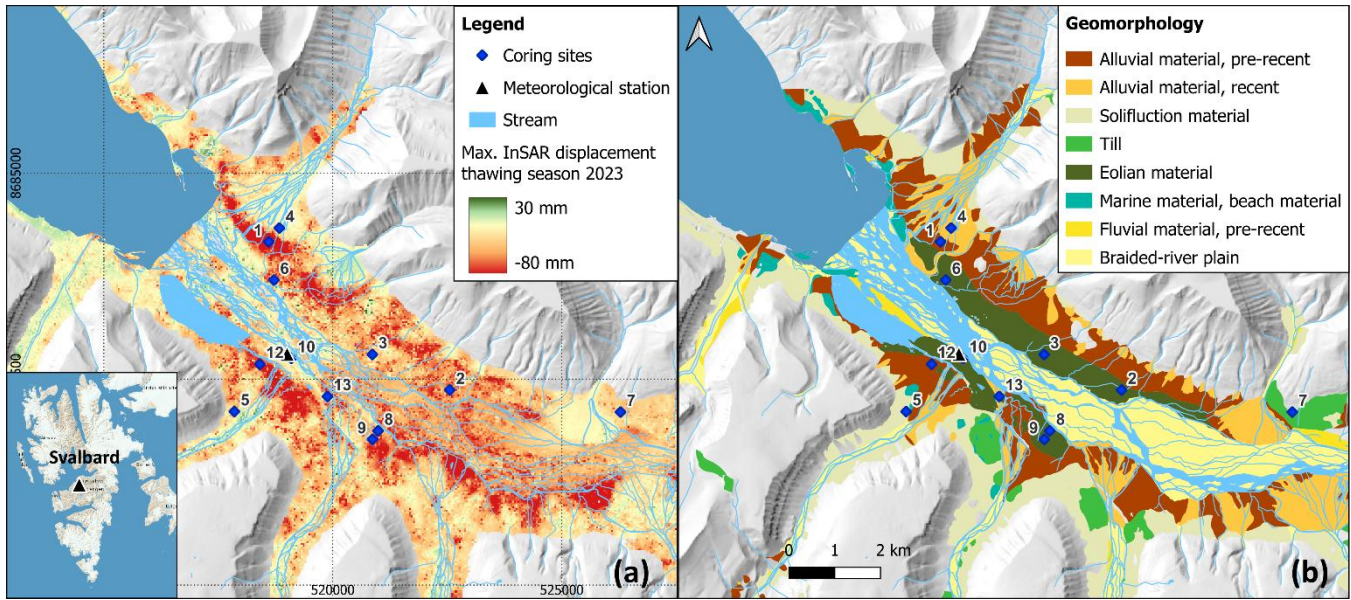 Legend
Coring sites
Meteorological station
Stream
Max. InSAR displacement
thawing season 2023
30 mm
-80 mm
8685000
500
520000
525000
1
4
6
3
12
10
2
13
5
8
9
7
Svalbard
(a)
Geomorphology
Alluvial material, pre-recent
Alluvial material, recent
Solifluction material
Till
Eolian material
Marine material, beach material
Fluvial material, pre-recent
Braided-river plain
1
4
6
3
12
10
2
13
5
8
9
7
0 1 2 km
(b)